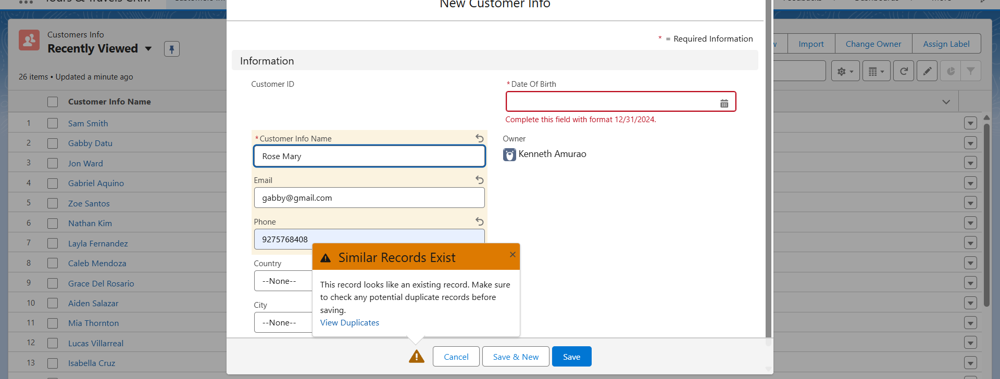 Tours & Travels CRM
New Customer Info
Customers Info
Recently Viewed
Import
Change Owner
Assign Label
26 items • Updated a minute ago
Customer Info Name
1 Sam Smith
2 Gabby Datu
3 Jon Ward
4 Gabriel Aquino
5 Zoe Santos
6 Nathan Kim
7 Layla Fernandez
8 Caleb Mendoza
9 Grace Del Rosario
10 Aiden Salazar
11 Mia Thornton
12 Lucas Villarreal
13 Isabella Cruz
* = Required Information
Information
Customer ID
* Date Of Birth
Complete this field with format 12/31/2024.
* Customer Info Name
Rose Mary
Owner
Kenneth Amurao
Email
gabby@gmail.com
Phone
9275768408
Country
--None--
City
--None--
Similar Records Exist
This record looks like an existing record. Make sure
to check any potential duplicate records before
saving.
View Duplicates
Cancel
Save & New
Save